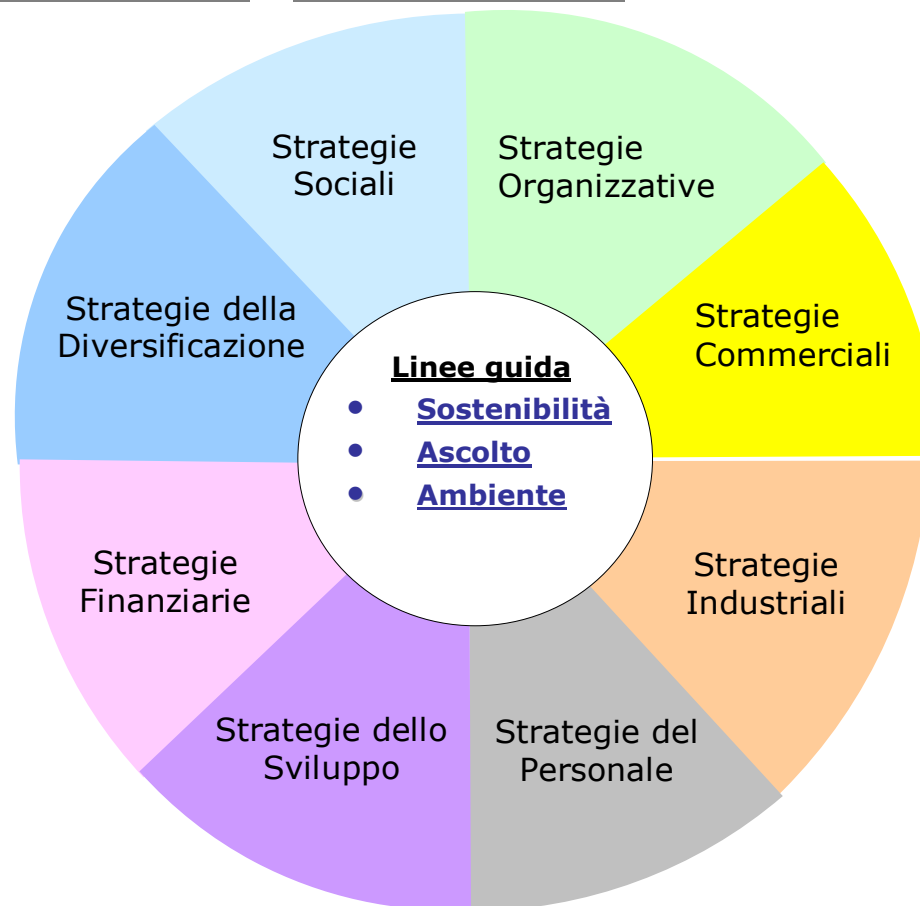 Strategie
Sociali
Strategie
Organizzative
Strategie della
Diversificazione
Strategie
Commerciali
Linee guida
• Sostenibilità
• Ascolto
• Ambiente
Strategie
Finanziarie
Strategie
Industriali
Strategie dello
Sviluppo
Strategie del
Personale